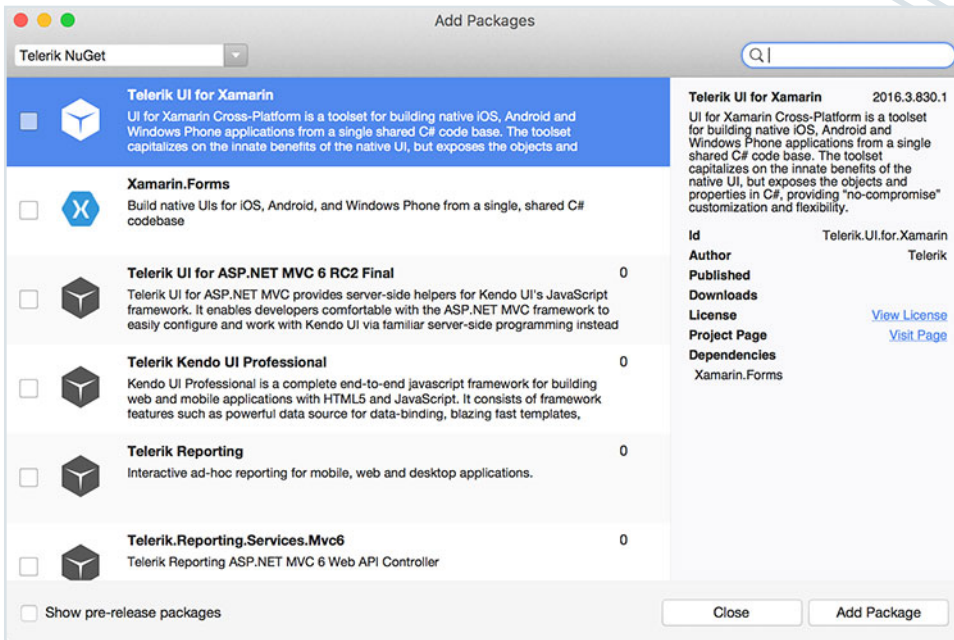 Add Packages
Telerik NuGet
Telerik UI for Xamarin
UI for Xamarin Cross-Platform is a toolset for building native iOS, Android and
Windows Phone applications from a single shared C# code base. The toolset
capitalizes on the innate benefits of the native UI, but exposes the objects and
Xamarin.Forms
Build native UIs for iOS, Android, and Windows Phone from a single, shared C#
codebase
Telerik UI for ASP.NET MVC 6 RC2 Final 0
Telerik UI for ASP.NET MVC provides server-side helpers for Kendo UI's JavaScript
framework. It enables developers comfortable with the ASP.NET MVC framework to
easily configure and work with Kendo UI via familiar server-side programming instead
Telerik Kendo UI Professional 0
Kendo UI Professional is a complete end-to-end javascript framework for building
web and mobile applications with HTML5 and JavaScript. It consists of framework
features such as powerful data source for data-binding, blazing fast templates,
Telerik Reporting 0
Interactive ad-hoc reporting for mobile, web and desktop applications.
Telerik.Reporting.Services.Mvc6 0
Telerik Reporting ASP.NET MVC 6 Web API Controller
Telerik UI for Xamarin 2016.3.830.1
UI for Xamarin Cross-Platform is a toolset
for building native iOS, Android and
Windows Phone applications from a single
shared C# code base. The toolset
capitalizes on the innate benefits of the
native UI, but exposes the objects and
properties in C#, providing "no-compromise"
customization and flexibility.
Id Telerik.UI.for.Xamarin
Author Telerik
Published
Downloads
License View License
Project Page Visit Page
Dependencies
Xamarin.Forms
Show pre-release packages
Close
Add Package